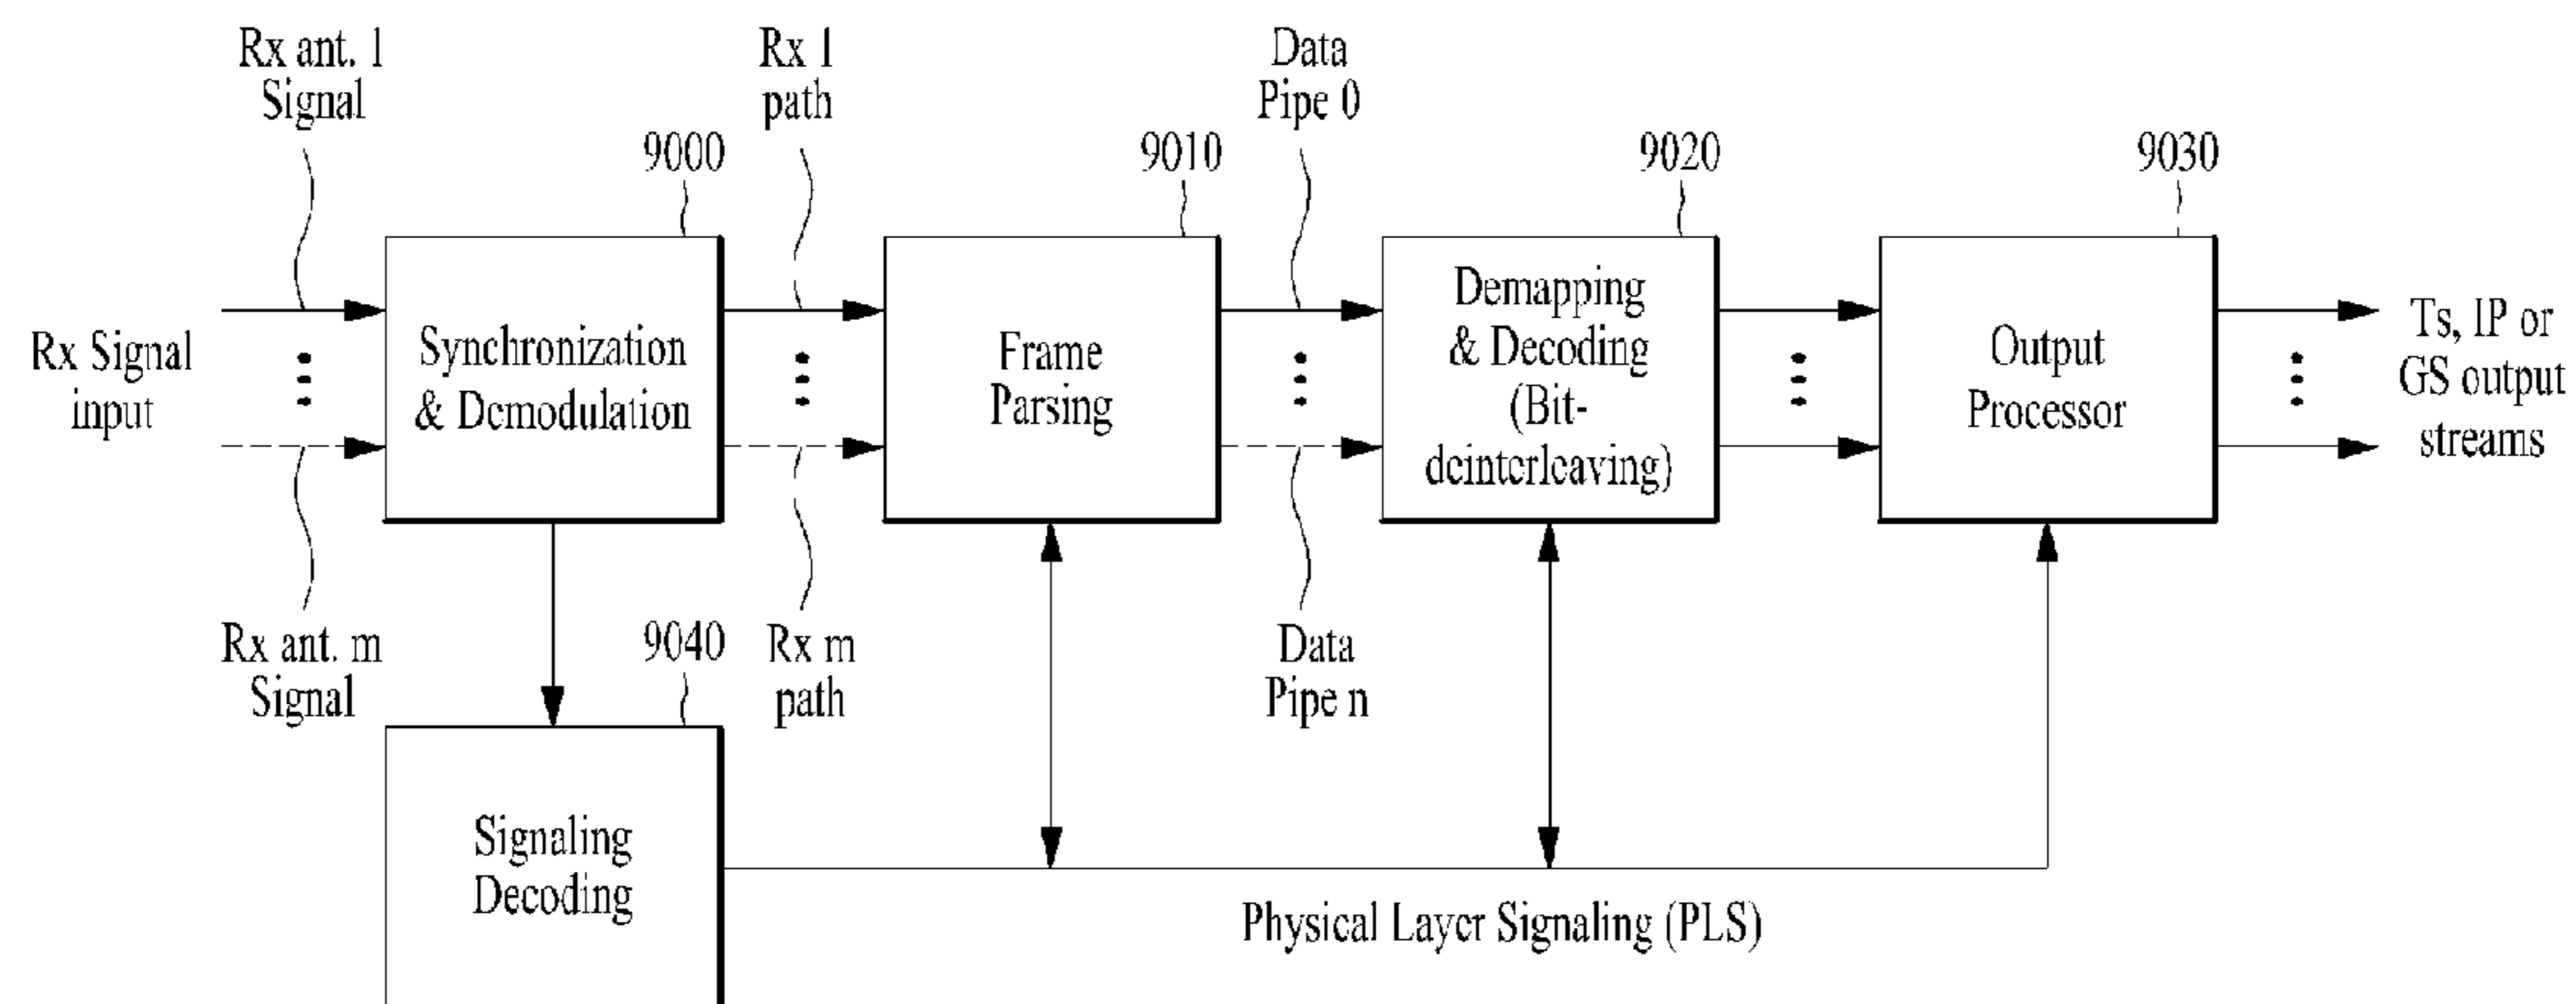 Rx ant. 1
Signal
Rx 1
path
Data
Pipe 0
9000
9010
9020
9030
Rx Signal
input
Synchronization
& Demodulation
Frame
Parsing
Demapping
& Decoding
(Bit-
deinterleaving)
Output
Processor
Ts, IP or
GS output
streams
Rx ant. m
Signal
9040
Rx m
path
Data
Pipe n
Signaling
Decoding
Physical Layer Signaling (PLS)